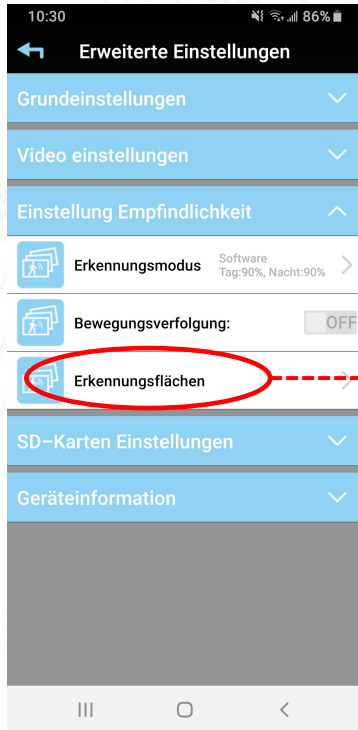 10:30 86%
Erweiterte Einstellungen
Grundeinstellungen
Video einstellungen
Einstellung Empfindlichkeit
Erkennungsmodus Software
Tag:90%, Nacht:90%
Bewegungsverfolgung: OFF
Erkennungsflächen
SD-Karten Einstellungen
Geräteinformation